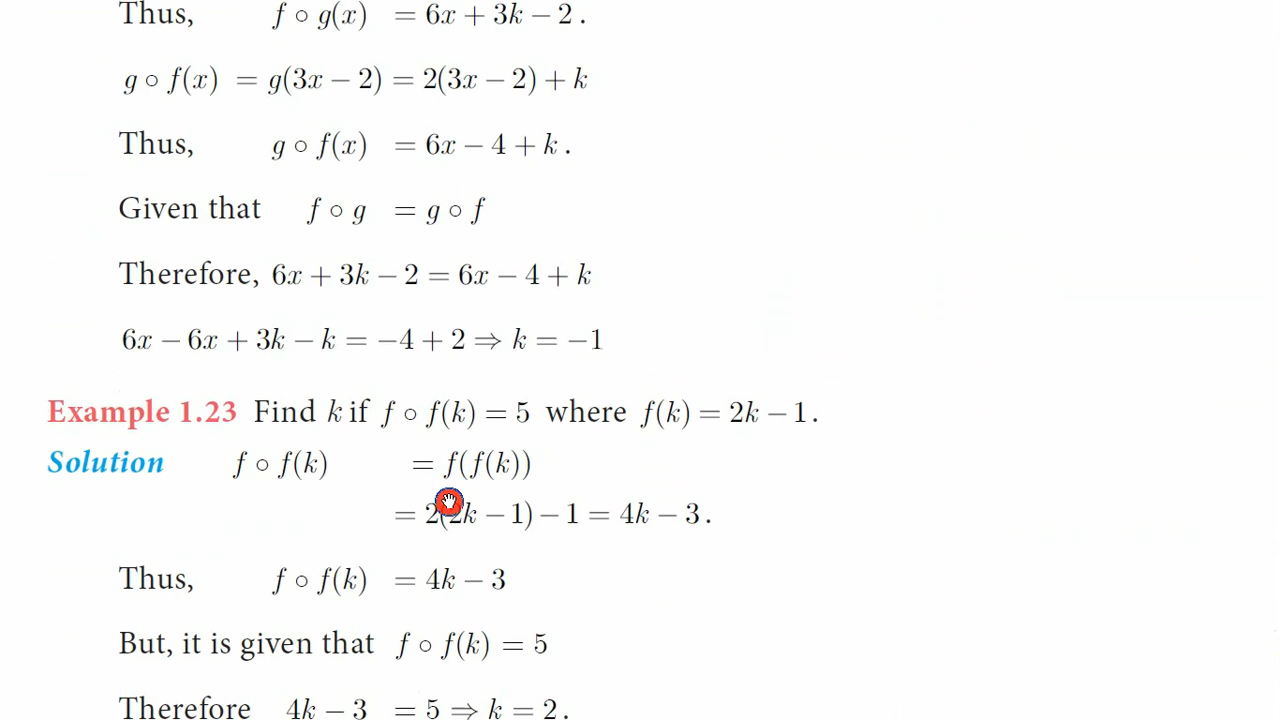 Thus, f ∘ g(x) = 6x + 3k − 2.
g ∘ f(x) = g(3x − 2) = 2(3x − 2) + k
Thus, g ∘ f(x) = 6x − 4 + k.
Given that f ∘ g = g ∘ f
Therefore, 6x + 3k − 2 = 6x − 4 + k
6x − 6x + 3k − k = −4 + 2 ⇒ k = −1
Example 1.23 Find k if f ∘ f(k) = 5 where f(k) = 2k − 1.
Solution f ∘ f(k) = f(f(k))
= 2(2k − 1) − 1 = 4k − 3.
Thus, f ∘ f(k) = 4k − 3
But, it is given that f ∘ f(k) = 5
Therefore 4k − 3 = 5 ⇒ k = 2.